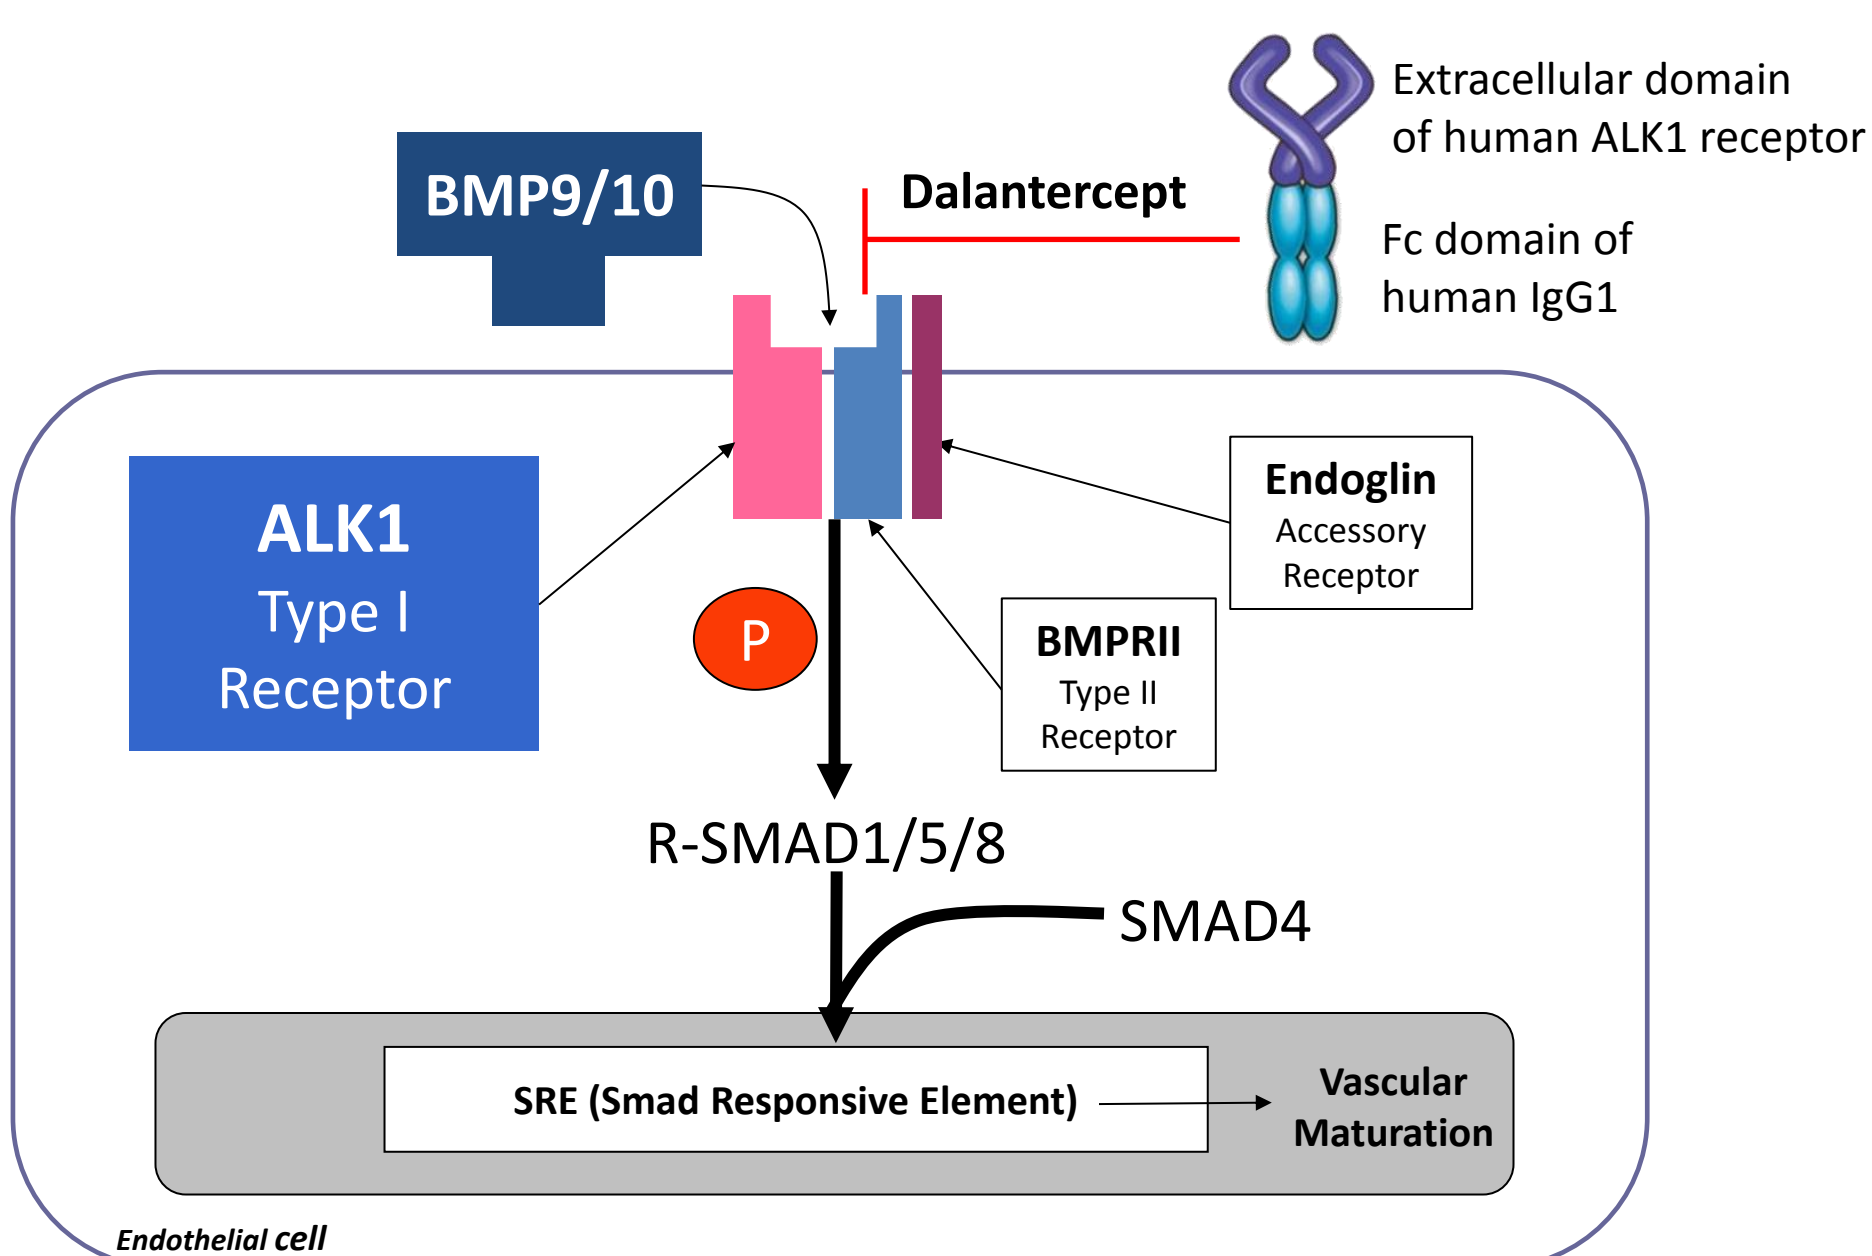 Extracellular domain
of human ALK1 receptor
BMP9/10
Dalantercept
Fc domain of
human IgG1
ALK1
Type I
Receptor
Endoglin
Accessory
Receptor
P
BMPRII
Type II
Receptor
R-SMAD1/5/8
SMAD4
SRE (Smad Responsive Element)
Vascular
Maturation
Endothelial cell